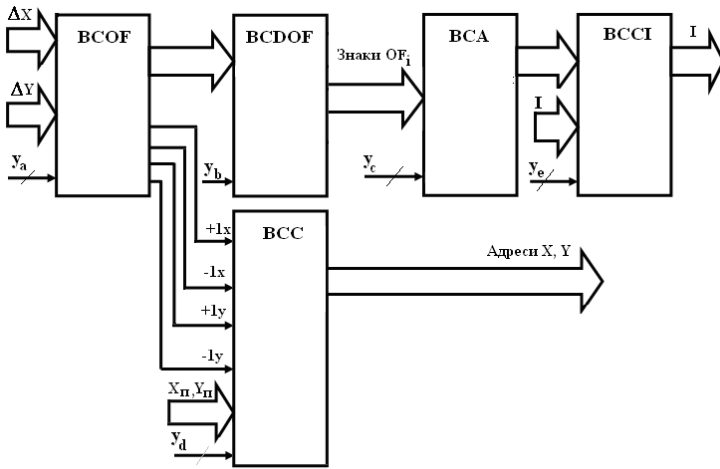 ΔX
BCOF
BCDOF
BCA
BCCI
I
Знаки OFi
ΔY
I
ya
yb
yc
ye
BCC
+1x
-1x
+1y
-1y
Адреси X, Y
Xп,Yп
yd